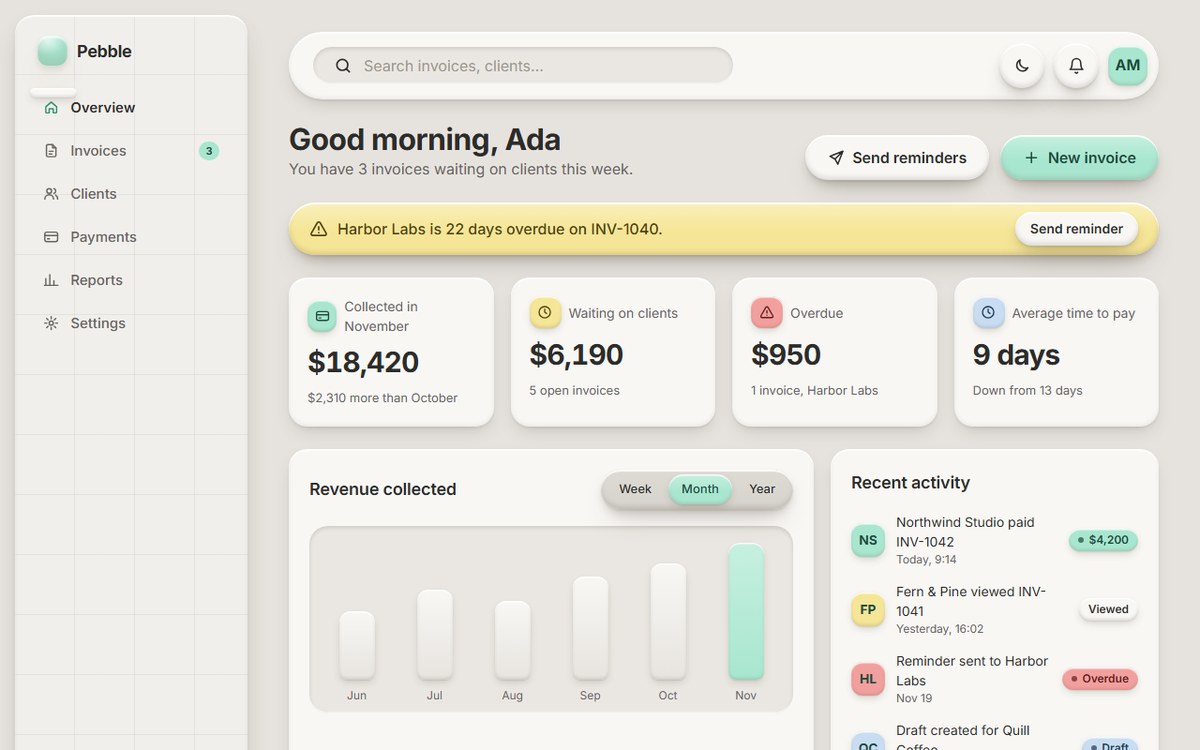 Pebble
Overview
Invoices 3
Clients
Payments
Reports
Settings
Search invoices, clients...
AM
Good morning, Ada
You have 3 invoices waiting on clients this week.
Send reminders
New invoice
Harbor Labs is 22 days overdue on INV-1040.
Send reminder
Collected in
November
$18,420
$2,310 more than October
Waiting on clients
$6,190
5 open invoices
Overdue
$950
1 invoice, Harbor Labs
Average time to pay
9 days
Down from 13 days
Revenue collected
Week Month Year
Jun Jul Aug Sep Oct Nov
Recent activity
NS
Northwind Studio paid
INV-1042
Today, 9:14
$4,200
FP
Fern & Pine viewed INV-
1041
Yesterday, 16:02
Viewed
HL
Reminder sent to Harbor
Labs
Nov 19
Overdue
QC
Draft created for Quill
Coffee
Draft